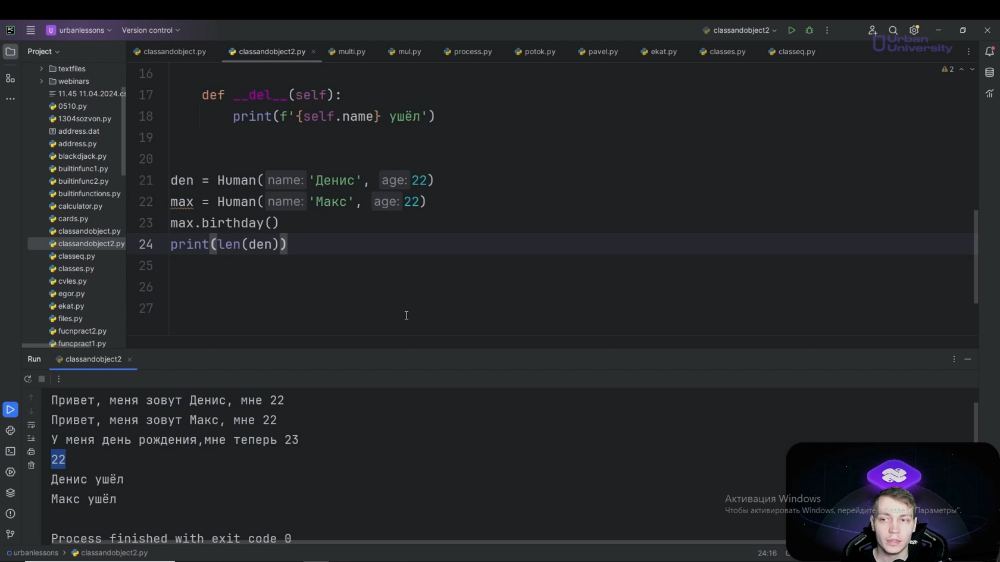 PC
U urbanlessons
Version control
classandobject2
Urban
University
Project
classandobject.py
classandobject2.py
multi.py
mul.py
process.py
potok.py
pavel.py
ekat.py
classes.py
classeq.py
textfiles
webinars
11.45 11.04.2024.cs
0510.py
1304sozvon.py
address.dat
address.py
blackdjack.py
builtinfunc1.py
builtinfunc2.py
builtinfunctions.py
calculator.py
cards.py
classandobject.py
classandobject2.py
classeq.py
classes.py
cvles.py
egor.py
ekat.py
files.py
fucnpract2.py
funcpract1.py
2
16
17 def __del__(self):
18 print(f'{self.name} ушёл')
19
20
21 den = Human( name: 'Денис', age: 22)
22 max = Human( name: 'Макс', age: 22)
23 max.birthday()
24 print(len(den))
25
26
27
Run
classandobject2
Привет, меня зовут Денис, мне 22
Привет, меня зовут Макс, мне 22
У меня день рождения,мне теперь 23
22
Денис ушёл
Макс ушёл
Process finished with exit code 0
Активация Windows
Чтобы активировать Windows, перейдите в раздел "Параметры".
urbanlessons
classandobject2.py
24:16